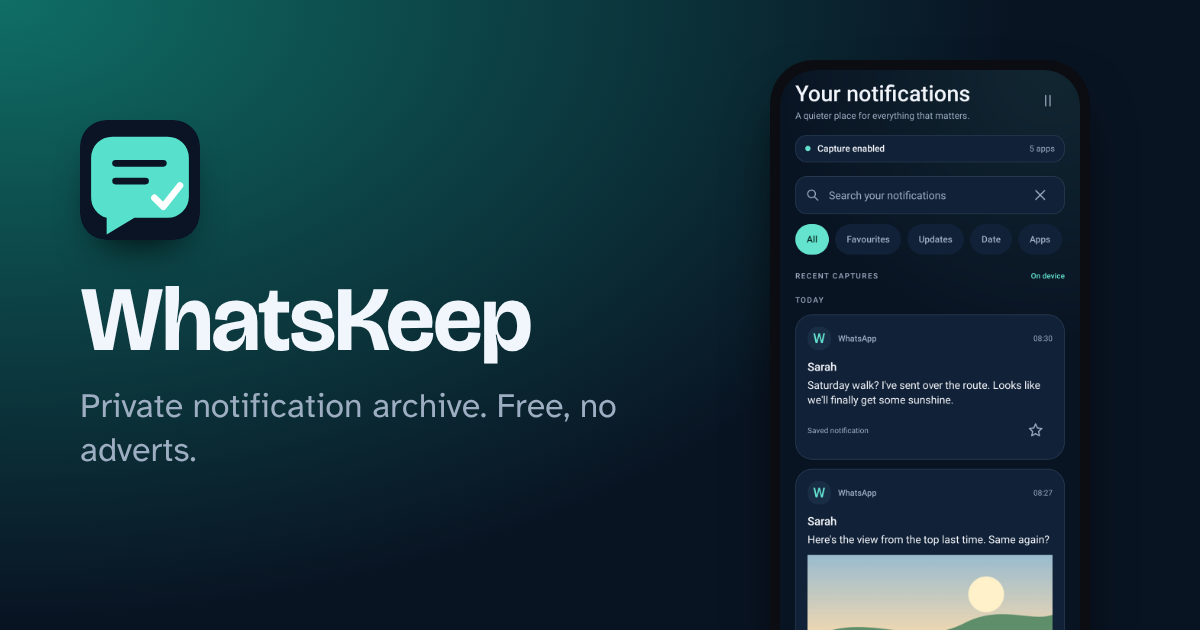 WhatsKeep
Private notification archive. Free, no
adverts.
Your notifications
A quieter place for everything that matters.
Capture enabled
5 apps
Search your notifications
All
Favourites
Updates
Date
Apps
RECENT CAPTURES
On device
TODAY
W
WhatsApp
08:30
Sarah
Saturday walk? I've sent over the route. Looks like
we'll finally get some sunshine.
Saved notification
W
WhatsApp
08:27
Sarah
Here's the view from the top last time. Same again?